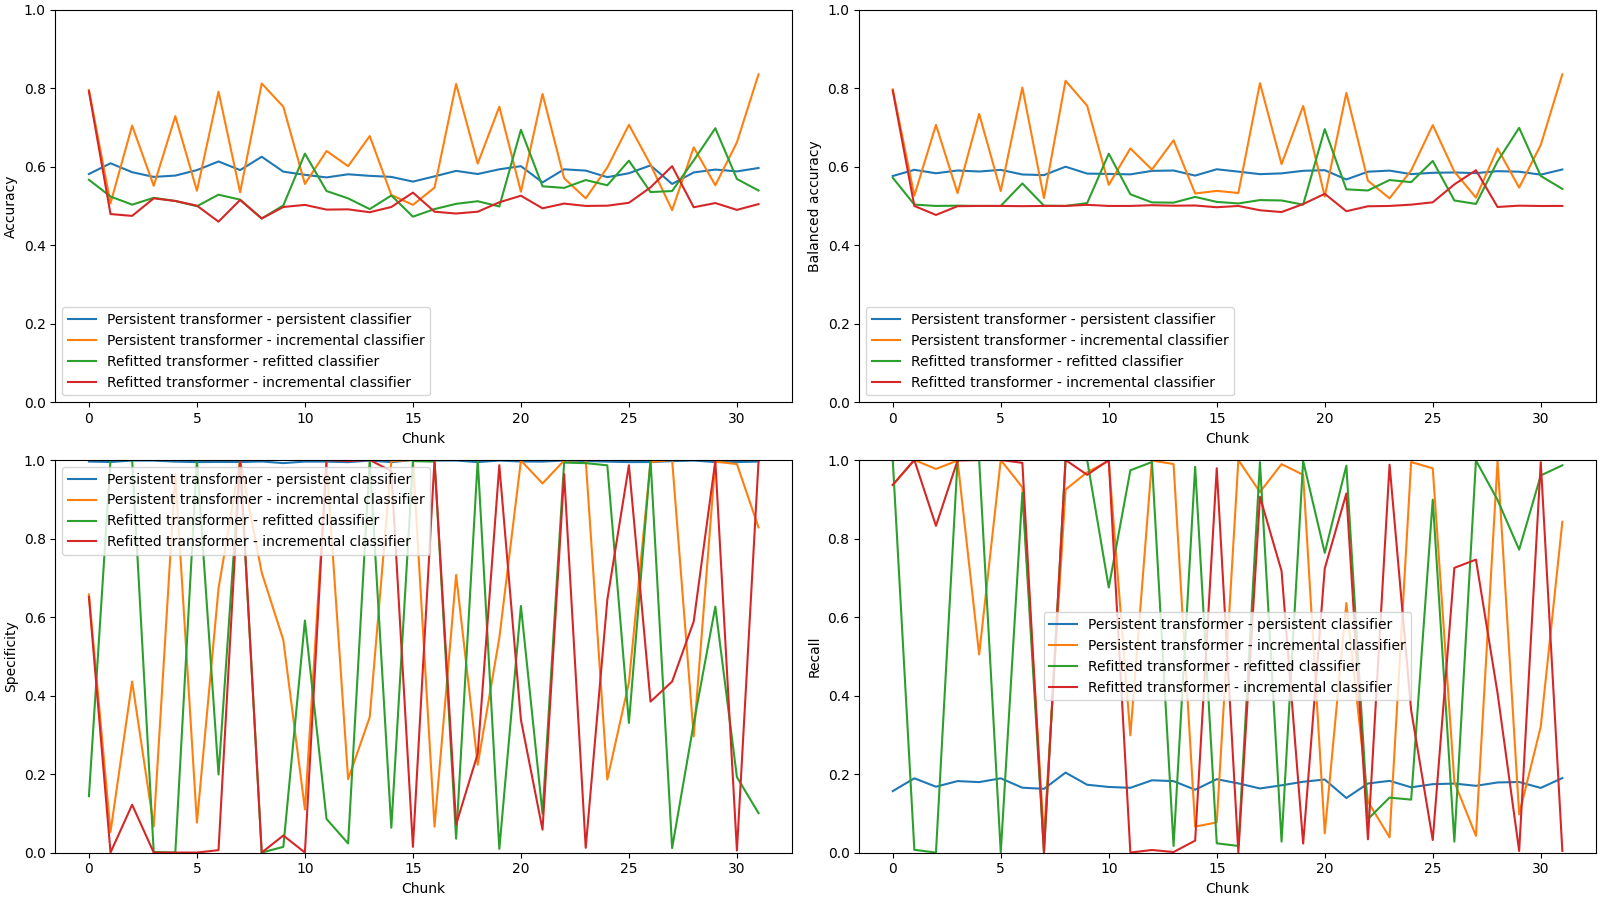 1.0
0.8
0.6
0.4
0.2
0.0
Accuracy
Persistent transformer - persistent classifier
Persistent transformer - incremental classifier
Refitted transformer - refitted classifier
Refitted transformer - incremental classifier
0 5 10 15 20 25 30
Chunk
1.0
0.8
0.6
0.4
0.2
0.0
Balanced accuracy
Persistent transformer - persistent classifier
Persistent transformer - incremental classifier
Refitted transformer - refitted classifier
Refitted transformer - incremental classifier
0 5 10 15 20 25 30
Chunk
1.0
0.8
0.6
0.4
0.2
0.0
Specificity
Persistent transformer - persistent classifier
Persistent transformer - incremental classifier
Refitted transformer - refitted classifier
Refitted transformer - incremental classifier
0 5 10 15 20 25 30
Chunk
1.0
0.8
0.6
0.4
0.2
0.0
Recall
Persistent transformer - persistent classifier
Persistent transformer - incremental classifier
Refitted transformer - refitted classifier
Refitted transformer - incremental classifier
0 5 10 15 20 25 30
Chunk